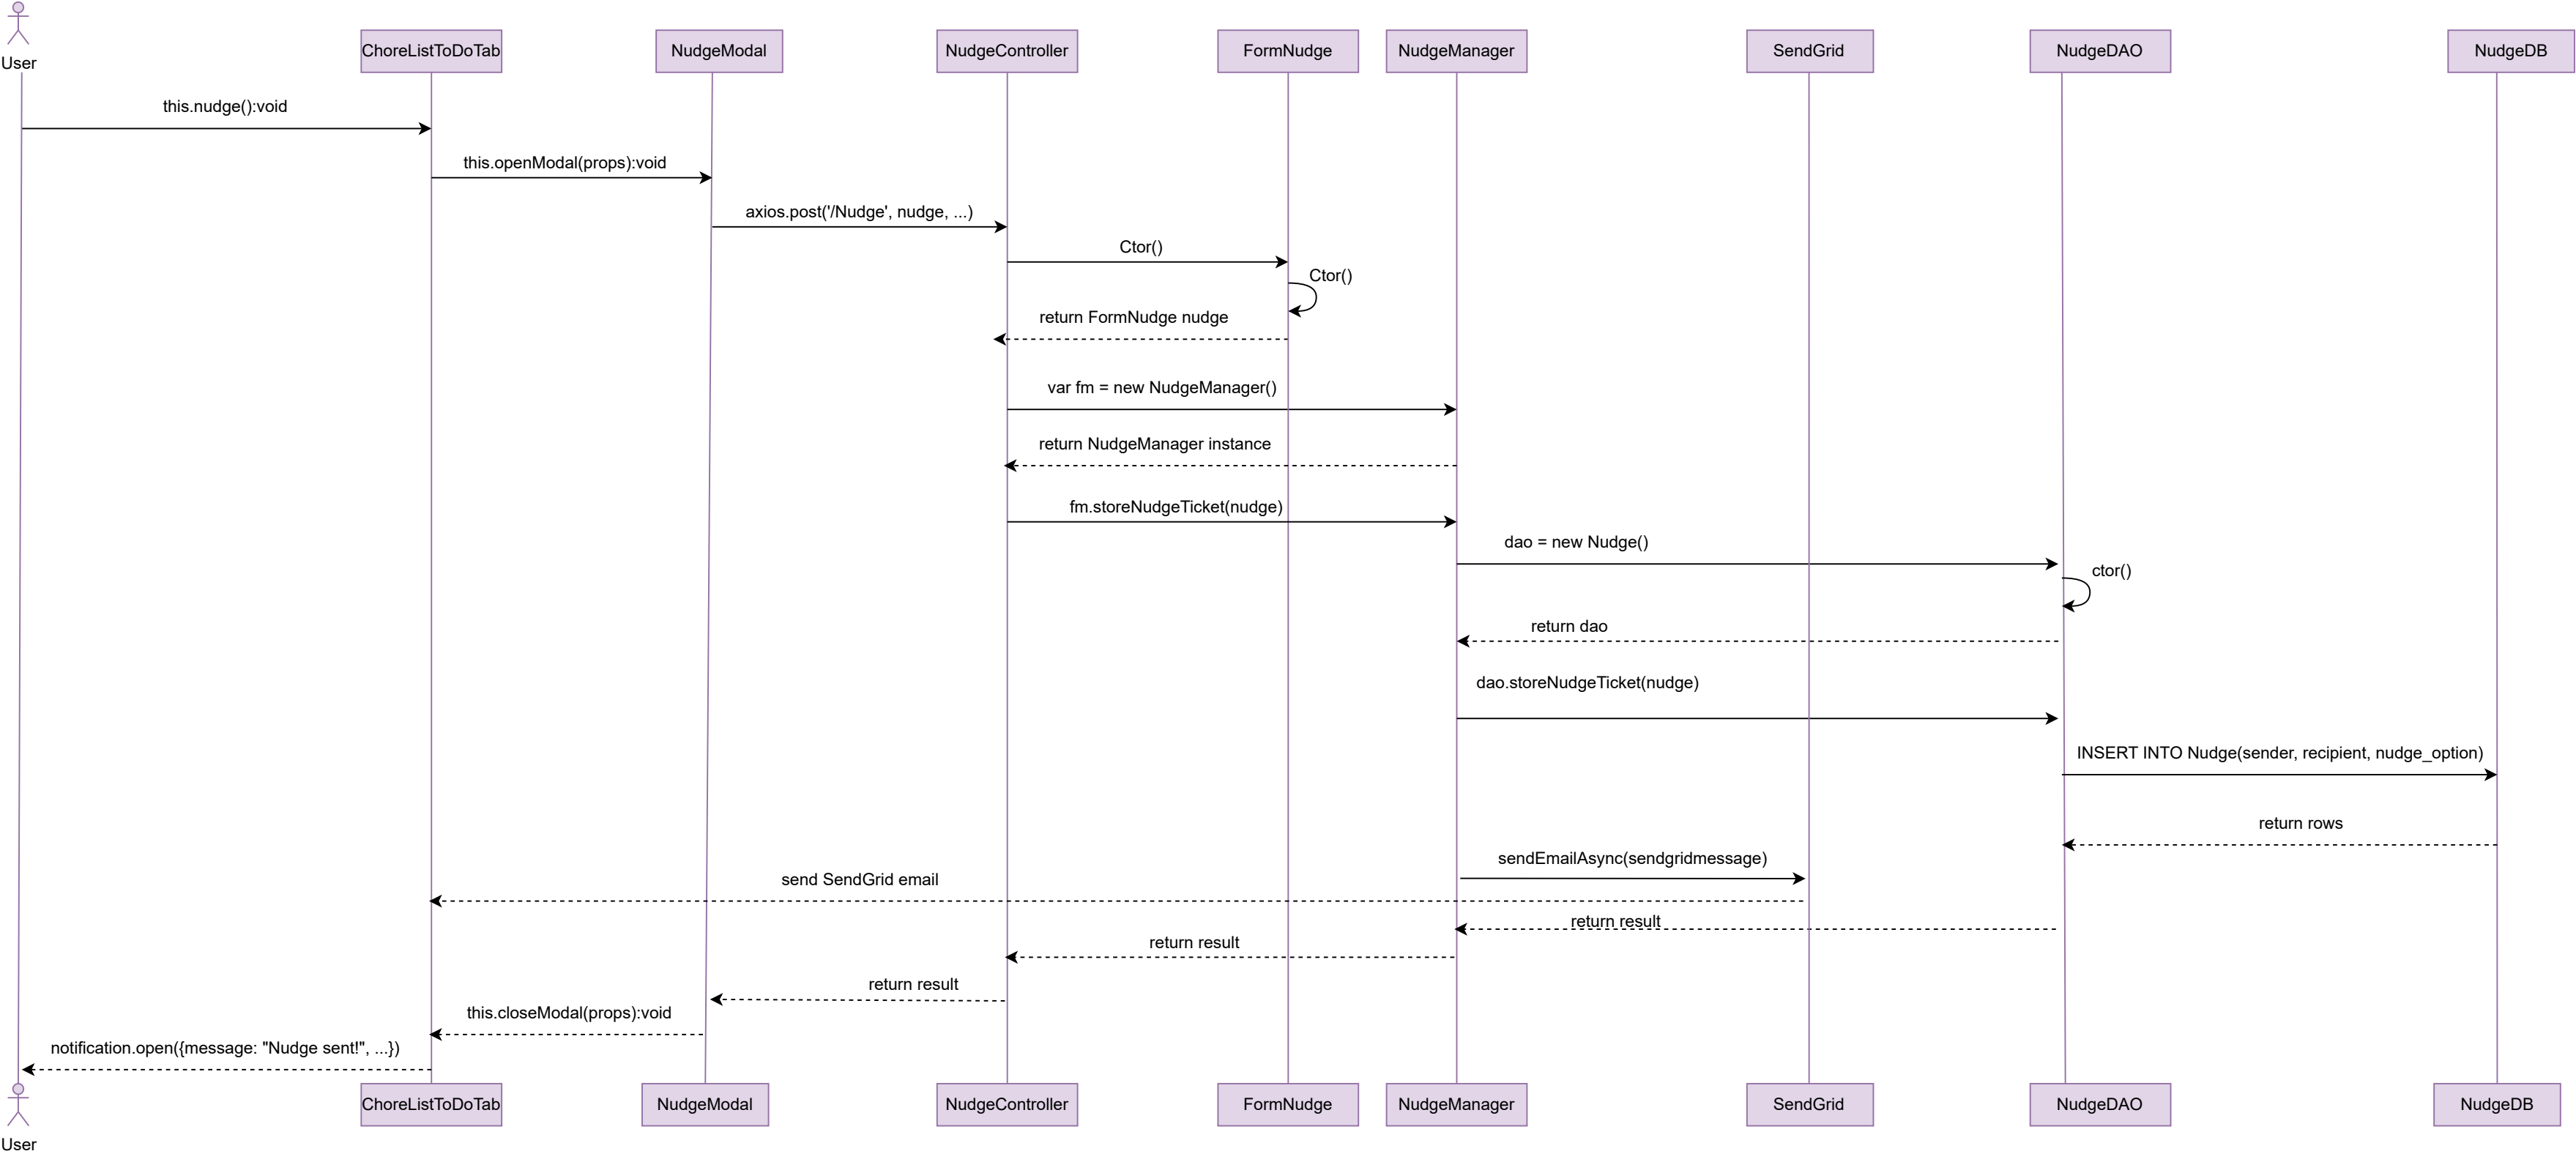 User
ChoreListToDoTab
NudgeModal
NudgeController
FormNudge
NudgeManager
SendGrid
NudgeDAO
NudgeDB
this.nudge():void
this.openModal(props):void
axios.post('/Nudge', nudge, ...)
Ctor()
Ctor()
return FormNudge nudge
var fm = new NudgeManager()
return NudgeManager instance
fm.storeNudgeTicket(nudge)
dao = new Nudge()
ctor()
return dao
dao.storeNudgeTicket(nudge)
INSERT INTO Nudge(sender, recipient, nudge_option)
return rows
sendEmailAsync(sendgridmessage)
send SendGrid email
return result
return result
return result
this.closeModal(props):void
notification.open({message: "Nudge sent!", ...})
ChoreListToDoTab
NudgeModal
NudgeController
FormNudge
NudgeManager
SendGrid
NudgeDAO
NudgeDB
User